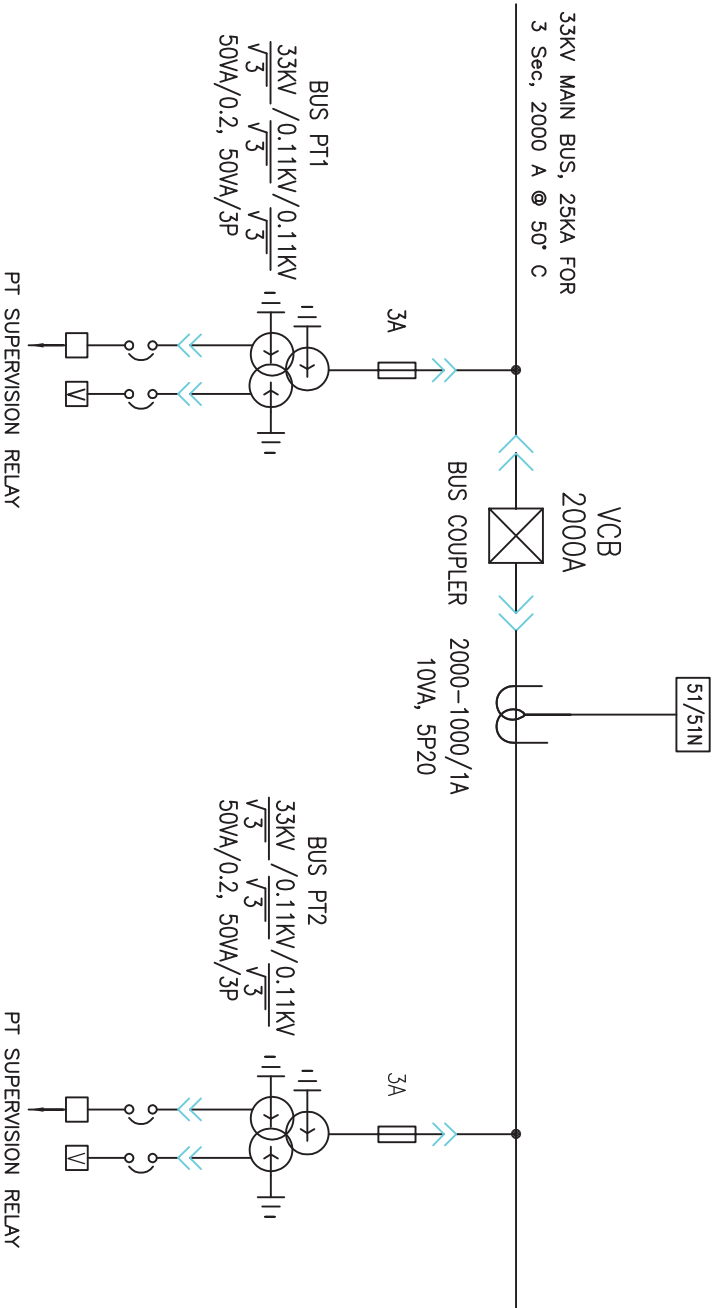 33KV MAIN BUS, 25KA FOR
3 Sec, 2000 A @ 50° C
VCB
2000A
BUS COUPLER
51/51N
2000-1000/1A
10VA, 5P20
3A
BUS PT1
33KV /0.11KV/0.11KV
√3 √3 √3
50VA/0.2, 50VA/3P
V
PT SUPERVISION RELAY
3A
BUS PT2
33KV /0.11KV/0.11KV
√3 √3 √3
50VA/0.2, 50VA/3P
V
PT SUPERVISION RELAY